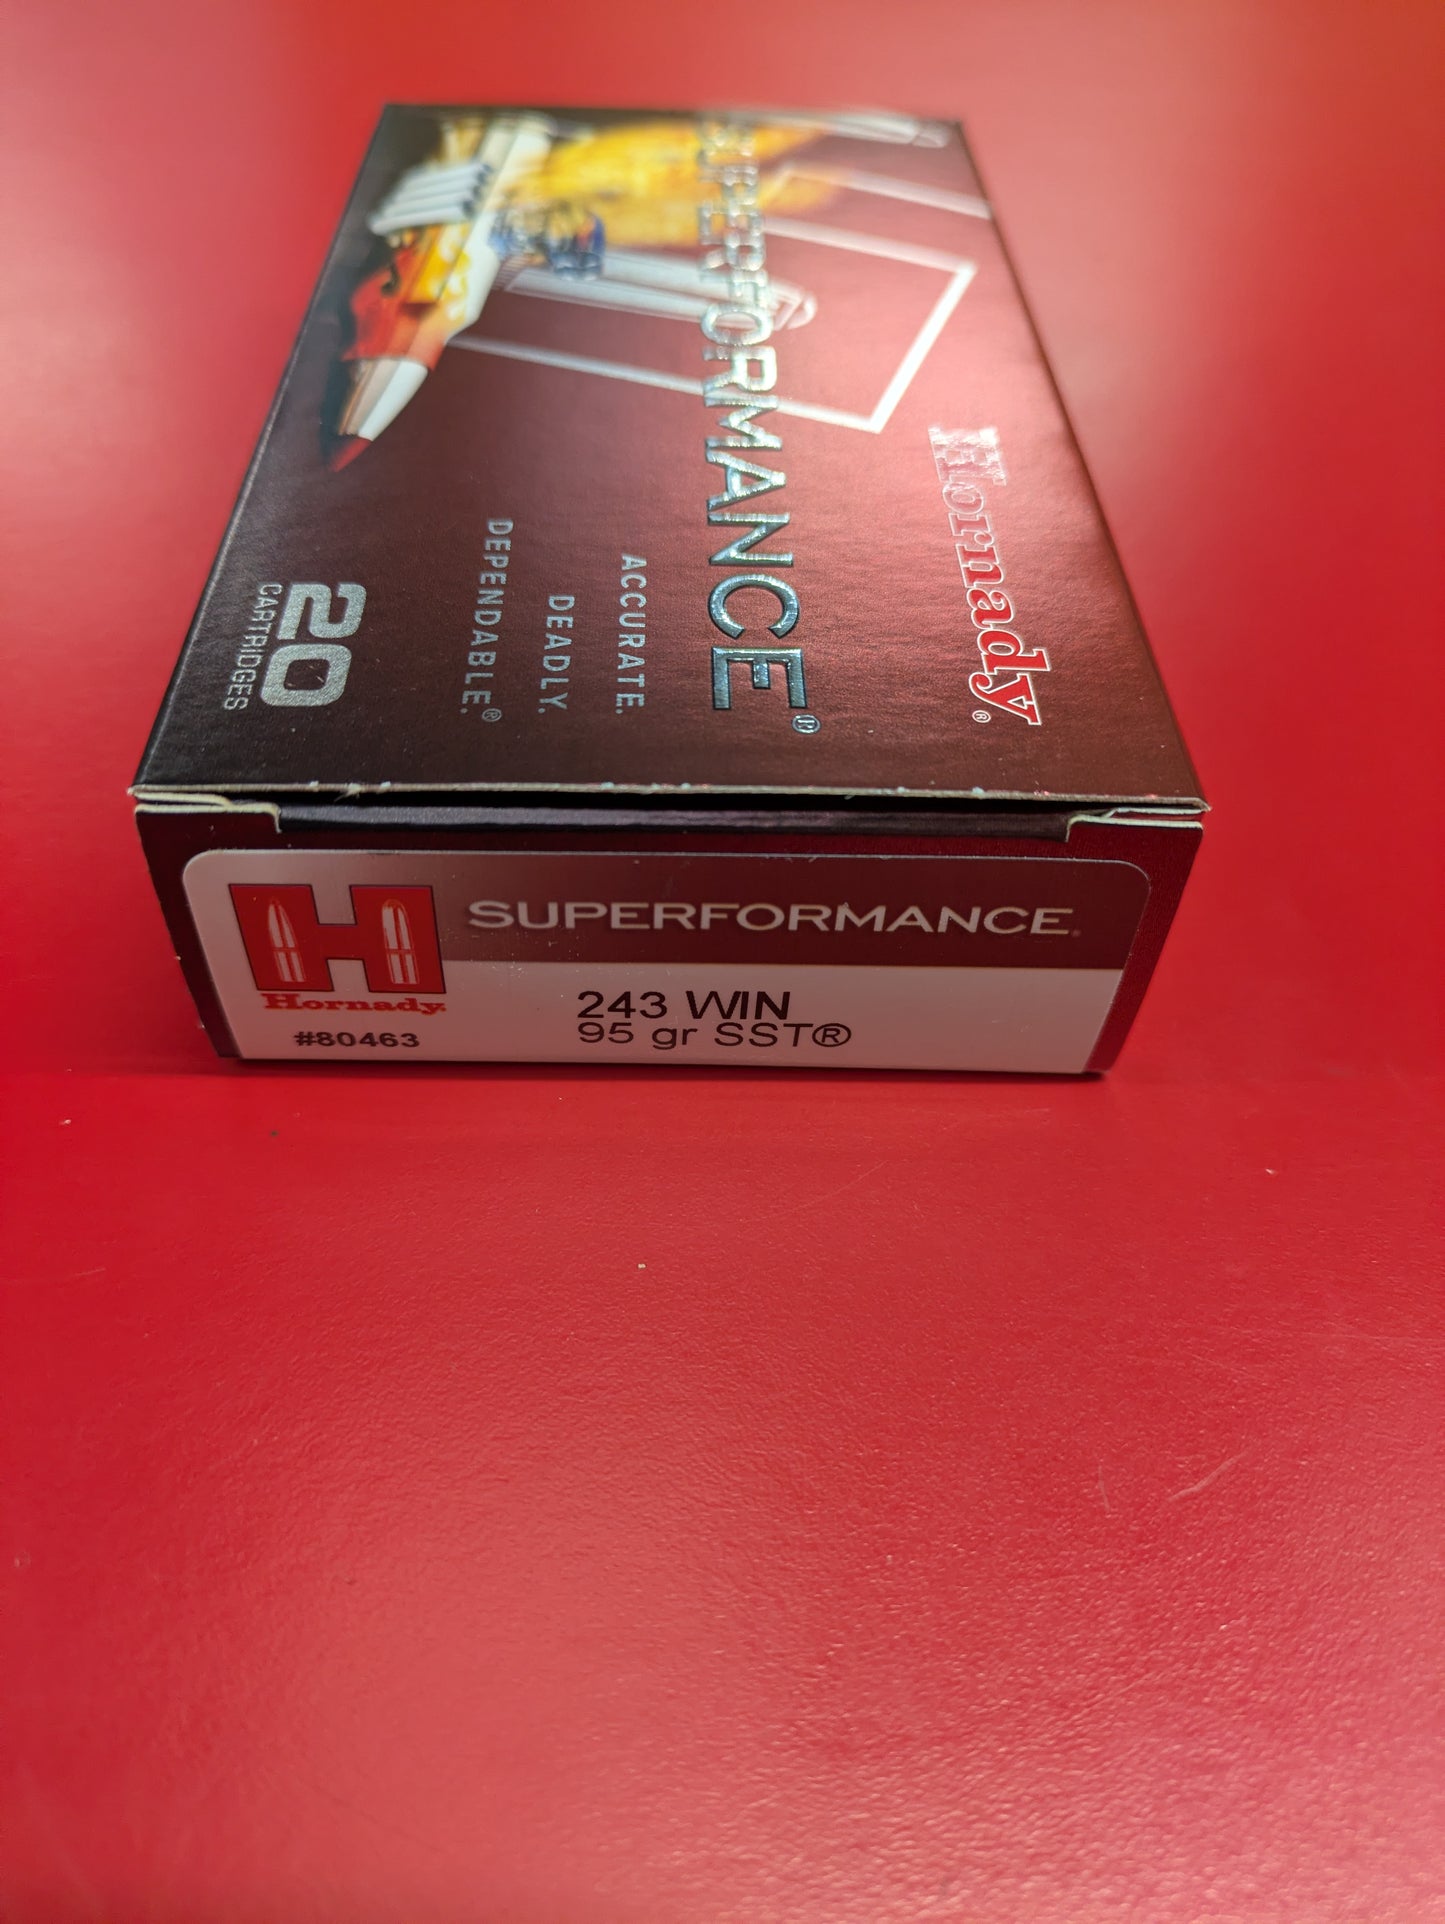 Hornady®
SUPERFORMANCE®
ACCURATE.
DEADLY.
DEPENDABLE.®
20
CARTRIDGES
SUPERFORMANCE®
Hornady®
#80463
243 WIN
95 gr SST®